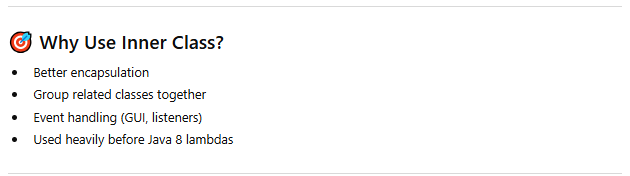 🎯 Why Use Inner Class?
• Better encapsulation
• Group related classes together
• Event handling (GUI, listeners)
• Used heavily before Java 8 lambdas